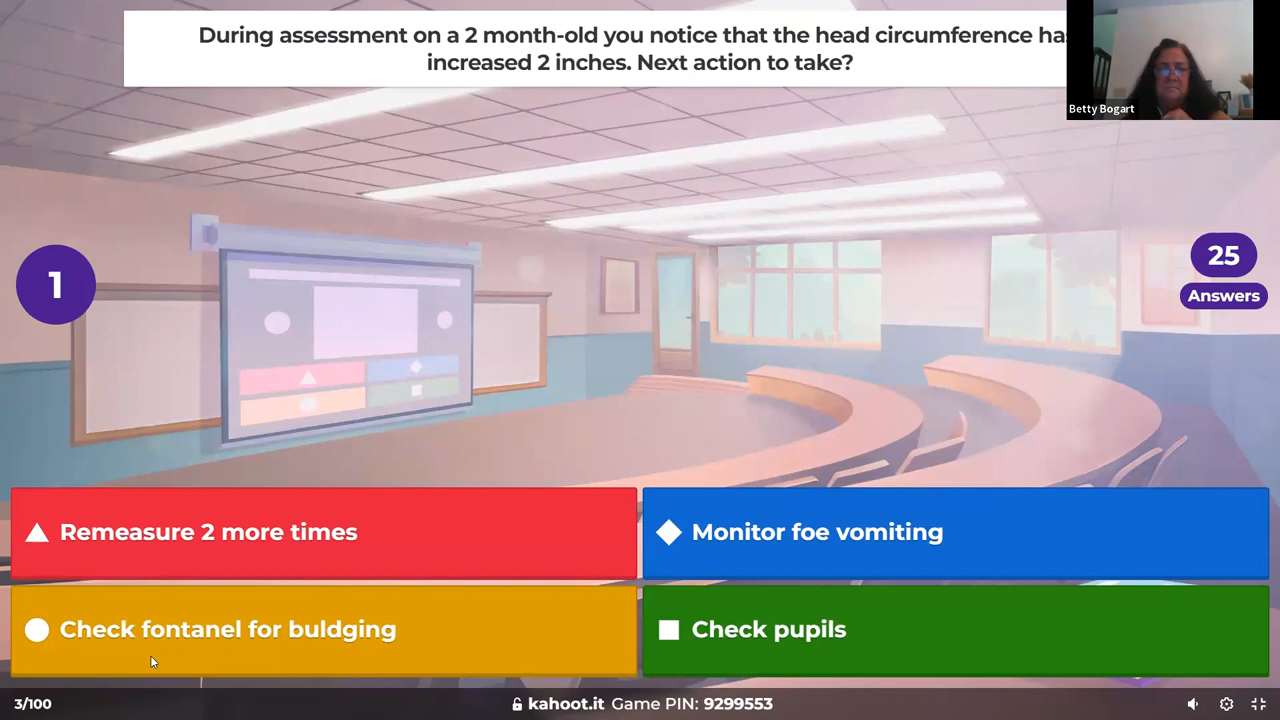 During assessment on a 2 month-old you notice that the head circumference has
increased 2 inches. Next action to take?
Betty Bogart
1
25
Answers
Remeasure 2 more times
Monitor foe vomiting
Check fontanel for buldging
Check pupils
3/100
kahoot.it Game PIN: 9299553